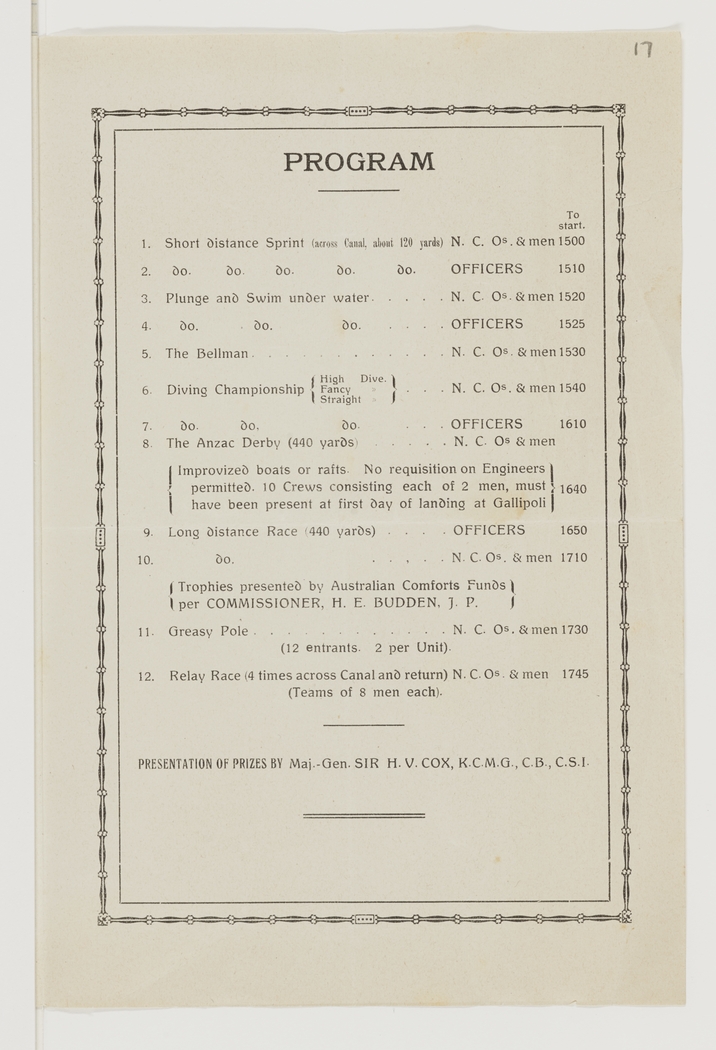 17
PROGRAM
To
start.
1. Short distance Sprint (across Canal, about 120 yards) N. C. Os. & men 1500
2. do. do. do. do. do. OFFICERS 1510
3. Plunge and Swim under water. . . . . N. C. Os. & men 1520
4. do. do. do. . . . . OFFICERS 1525
5. The Bellman . . . . . . . . . . . . N. C. Os. & men 1530
6. Diving Championship { High Dive. Fancy " Straight " } . . . N. C. Os. & men 1540
7. do. do. do. . . . OFFICERS 1610
8. The Anzac Derby (440 yards) . . . . . N. C. Os & men
{ Improvized boats or rafts. No requisition on Engineers
permitted. 10 Crews consisting each of 2 men, must } 1640
have been present at first day of landing at Gallipoli
9. Long distance Race (440 yards) . . . . OFFICERS 1650
10. do. . . , . . N. C. Os. & men 1710
{ Trophies presented by Australian Comforts Funds }
per COMMISSIONER, H. E. BUDDEN, J. P.
11. Greasy Pole . . . . . . . . . . . . N. C. Os. & men 1730
(12 entrants. 2 per Unit).
12. Relay Race (4 times across Canal and return) N. C. Os. & men 1745
(Teams of 8 men each).
PRESENTATION OF PRIZES BY Maj.-Gen. SIR H. V. COX, K.C.M.G., C.B., C.S.I.